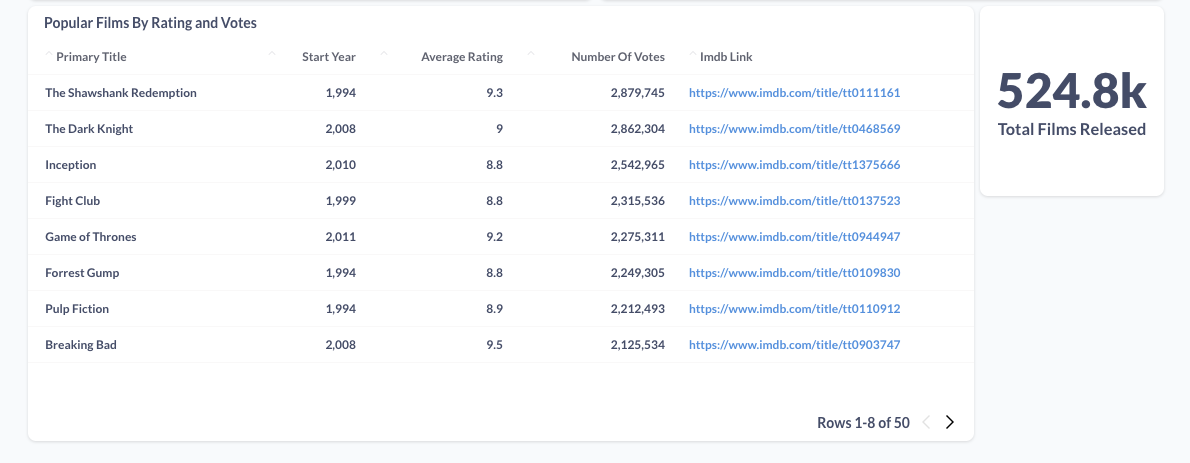 Popular Films By Rating and Votes
Primary Title Start Year Average Rating Number Of Votes Imdb Link
The Shawshank Redemption 1,994 9.3 2,879,745 https://www.imdb.com/title/tt0111161
The Dark Knight 2,008 9 2,862,304 https://www.imdb.com/title/tt0468569
Inception 2,010 8.8 2,542,965 https://www.imdb.com/title/tt1375666
Fight Club 1,999 8.8 2,315,536 https://www.imdb.com/title/tt0137523
Game of Thrones 2,011 9.2 2,275,311 https://www.imdb.com/title/tt0944947
Forrest Gump 1,994 8.8 2,249,305 https://www.imdb.com/title/tt0109830
Pulp Fiction 1,994 8.9 2,212,493 https://www.imdb.com/title/tt0110912
Breaking Bad 2,008 9.5 2,125,534 https://www.imdb.com/title/tt0903747
Rows 1-8 of 50
524.8k
Total Films Released